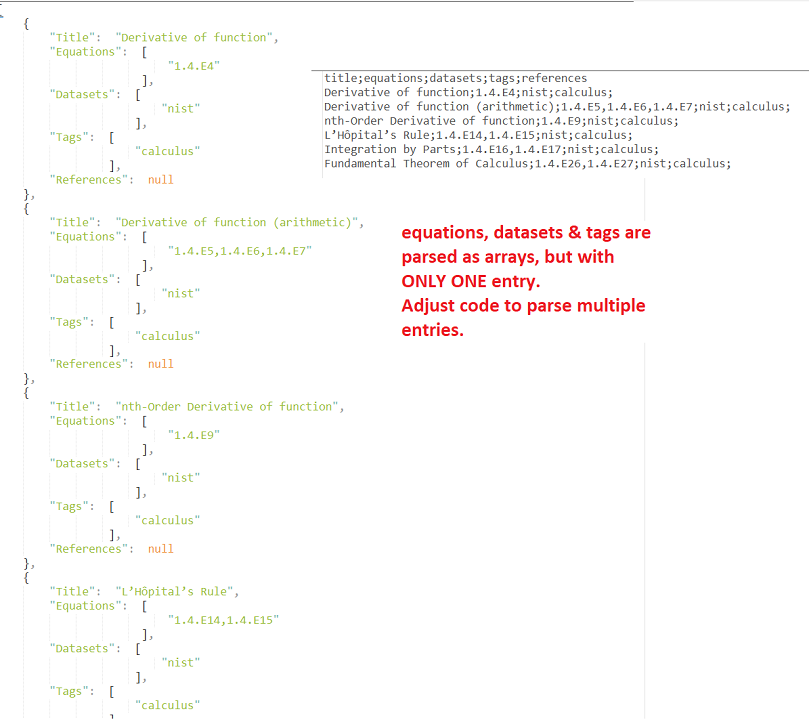 {
"Title": "Derivative of function",
"Equations": [
"1.4.E4"
],
"Datasets": [
"nist"
],
"Tags": [
"calculus"
],
"References": null
},
{
"Title": "Derivative of function (arithmetic)",
"Equations": [
"1.4.E5,1.4.E6,1.4.E7"
],
"Datasets": [
"nist"
],
"Tags": [
"calculus"
],
"References": null
},
{
"Title": "nth-Order Derivative of function",
"Equations": [
"1.4.E9"
],
"Datasets": [
"nist"
],
"Tags": [
"calculus"
],
"References": null
},
{
"Title": "L’Hôpital’s Rule",
"Equations": [
"1.4.E14,1.4.E15"
],
"Datasets": [
"nist"
],
"Tags": [
"calculus"
title;equations;datasets;tags;references
Derivative of function;1.4.E4;nist;calculus;
Derivative of function (arithmetic);1.4.E5,1.4.E6,1.4.E7;nist;calculus;
nth-Order Derivative of function;1.4.E9;nist;calculus;
L’Hôpital’s Rule;1.4.E14,1.4.E15;nist;calculus;
Integration by Parts;1.4.E16,1.4.E17;nist;calculus;
Fundamental Theorem of Calculus;1.4.E26,1.4.E27;nist;calculus;
equations, datasets & tags are
parsed as arrays, but with
ONLY ONE entry.
Adjust code to parse multiple
entries.